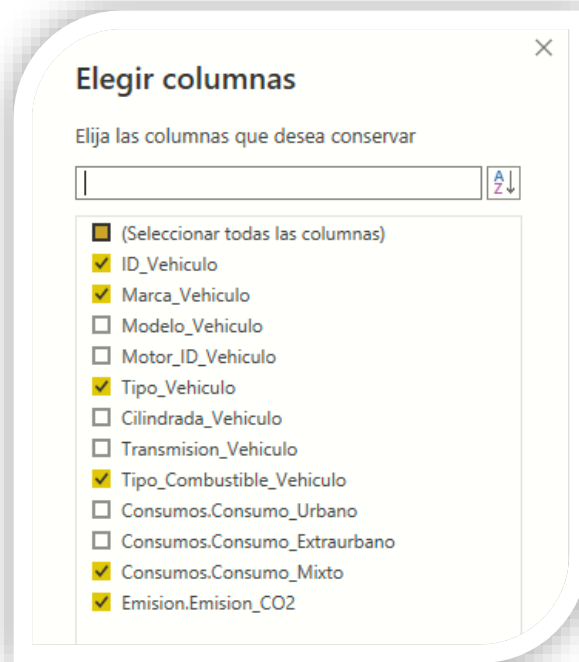 Elegir columnas
Elija las columnas que desea conservar
(Seleccionar todas las columnas)
ID_Vehiculo
Marca_Vehiculo
Modelo_Vehiculo
Motor_ID_Vehiculo
Tipo_Vehiculo
Cilindrada_Vehiculo
Transmision_Vehiculo
Tipo_Combustible_Vehiculo
Consumos.Consumo_Urbano
Consumos.Consumo_Extraurbano
Consumos.Consumo_Mixto
Emision.Emision_CO2